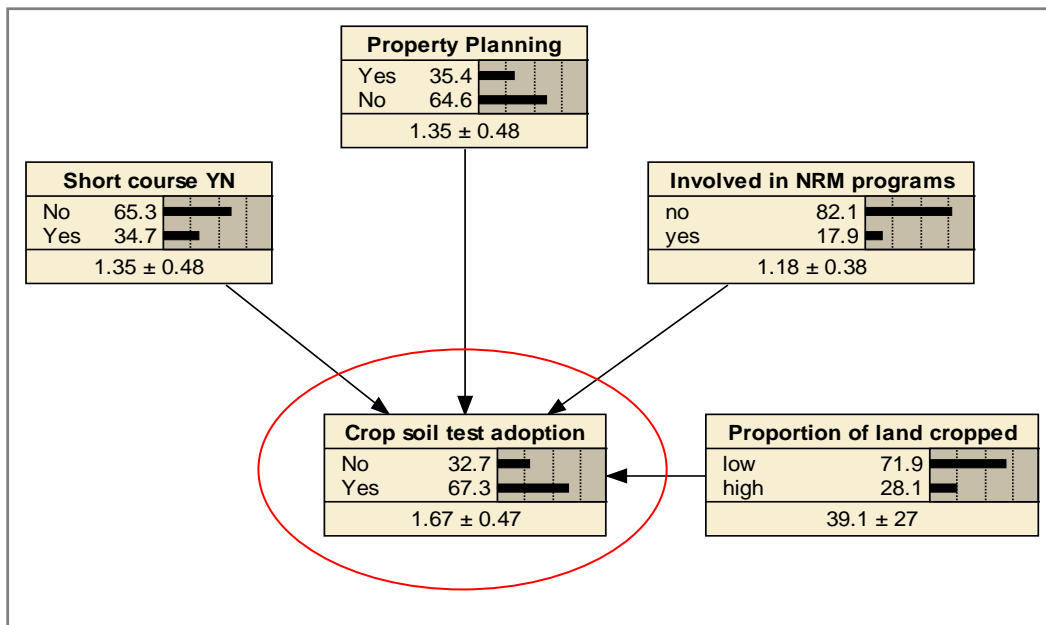 Property Planning
Yes 35.4
No 64.6
1.35 ± 0.48
Short course YN
No 65.3
Yes 34.7
1.35 ± 0.48
Involved in NRM programs
no 82.1
yes 17.9
1.18 ± 0.38
Crop soil test adoption
No 32.7
Yes 67.3
1.67 ± 0.47
Proportion of land cropped
low 71.9
high 28.1
39.1 ± 27